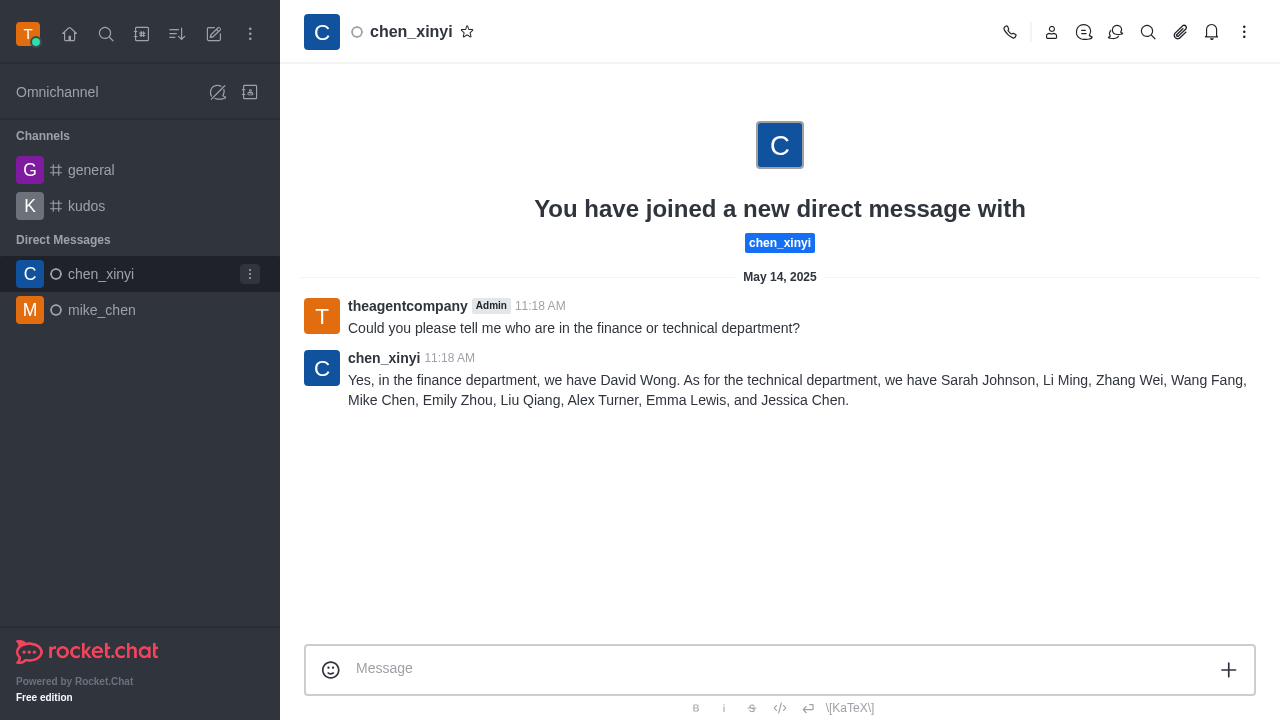 T
C
chen_xinyi
Omnichannel
C
Channels
G
general
K
kudos
You have joined a new direct message with
Direct Messages
chen_xinyi
C
chen_xinyi
May 14, 2025
M
mike_chen
T
theagentcompany Admin 11:18 AM
Could you please tell me who are in the finance or technical department?
C
chen_xinyi 11:18 AM
Yes, in the finance department, we have David Wong. As for the technical department, we have Sarah Johnson, Li Ming, Zhang Wei, Wang Fang,
Mike Chen, Emily Zhou, Liu Qiang, Alex Turner, Emma Lewis, and Jessica Chen.
rocket.chat
Powered by Rocket.Chat
Free edition
Message
B i S </> \[KaTeX\]